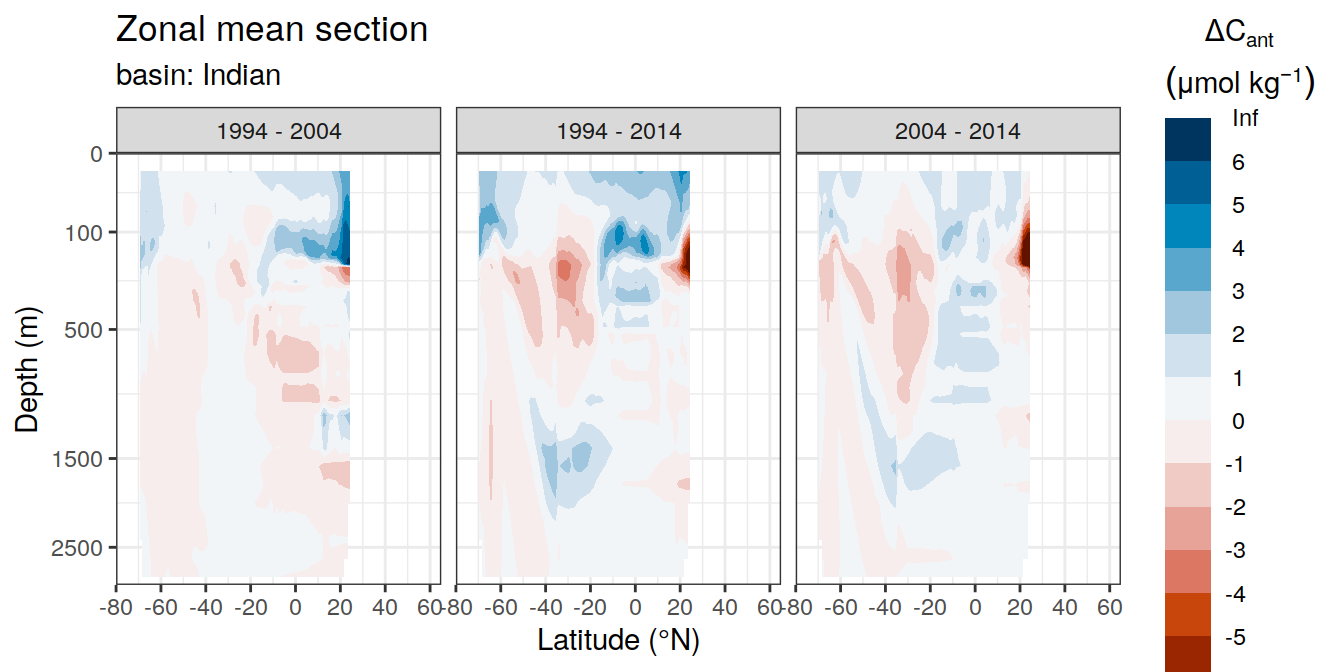 Zonal mean section
basin: Indian
1994 - 2004
1994 - 2014
2004 - 2014
Depth (m)
0
100
500
1500
2500
-80 -60 -40 -20 0 20 40 60
-80 -60 -40 -20 0 20 40 60
-80 -60 -40 -20 0 20 40 60
Latitude (°N)
ΔCant
(μmol kg⁻¹)
Inf
6
5
4
3
2
1
0
-1
-2
-3
-4
-5